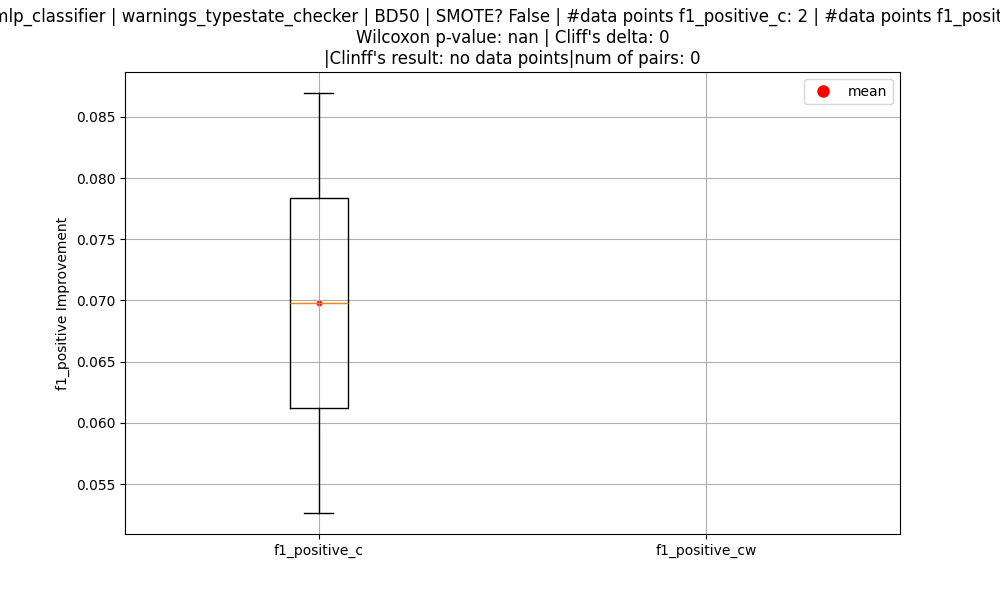 | warnings_typestate_checker | BD50 | SMOTE? False | #data points f1_positive_c: 2 | #data points
Wilcoxon p-value: nan | Cliff's delta: 0
|Clinff's result: no data points|num of pairs: 0
mean
0.085
0.080
0.075
0.070
0.065
0.060
0.055
f1_positive Improvement
f1_positive_c
f1_positive_cw